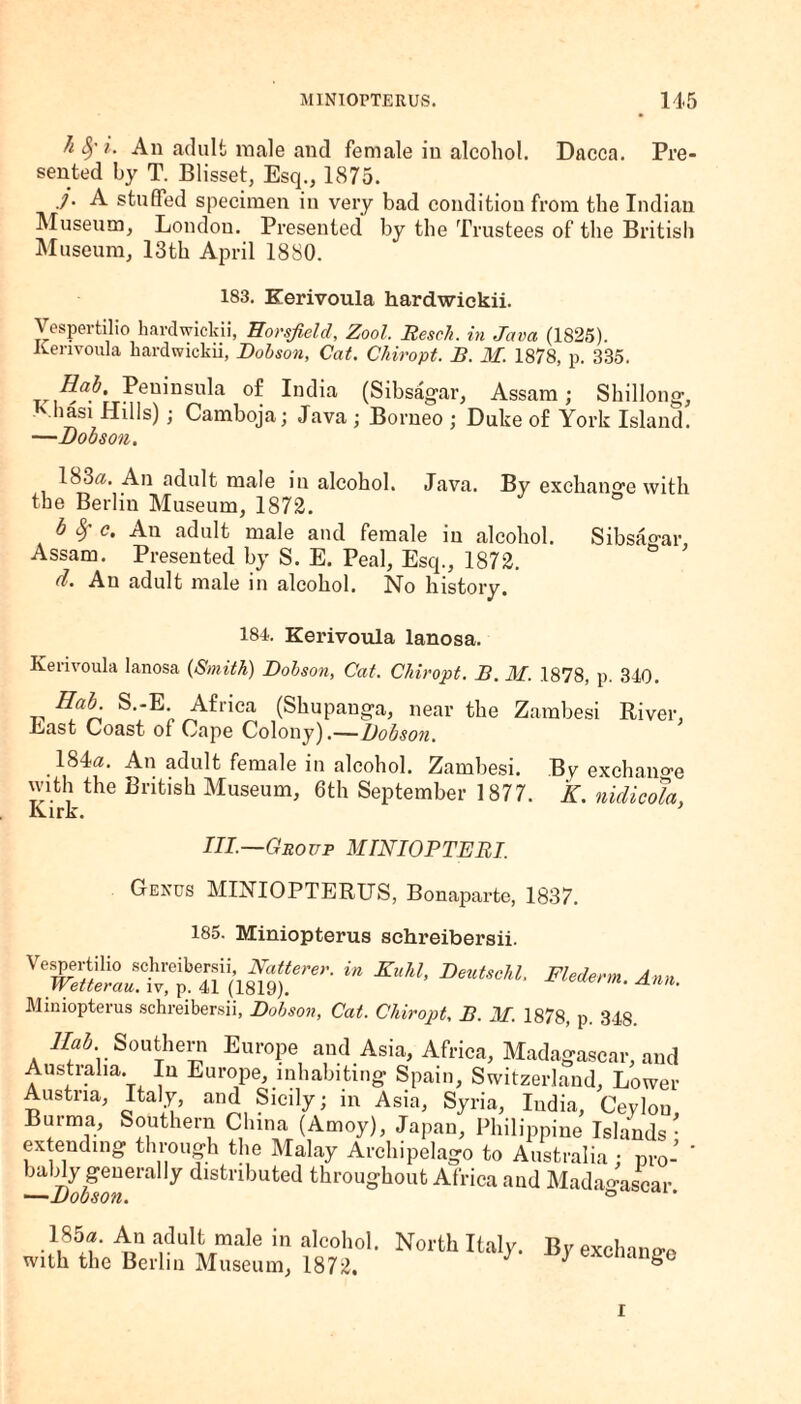 MINIOPTERUS. 145
h & i. An adult male and female in alcohol. Dacca. Pre-
sented by T. Blisset, Esq., 1875.
j. A stuffed specimen in very bad condition from the Indian
Museum, London. Presented by the Trustees of the British
Museum, 13th April 1880.
183. Kerivoula hardwickii.
Vespertilio hardwickii, Horsfield, Zool. Resch. in Java (1825).
Kerivoula hardwickii, Dobson, Cat. Chiropt. B. M. 1878, p. 335.
Hab. Peninsula of India (Sibságar, Assam; Shillong,
Khási Hills); Camboja; Java; Borneo; Duke of York Island.
—Dobson.
183a. An adult male in alcohol. Java. By exchange with
the Berlin Museum, 1872.
b & c. An adult male and female in alcohol. Sibságar,
Assam. Presented by S. E. Peal, Esq., 1872.
d. An adult male in alcohol. No history.
184. Kerivoula lanosa.
Kerivoula lanosa (Smith) Dobson, Cat. Chiropt. B. M. 1878, p. 340.
Hab. S.-E. Africa (Shupanga, near the Zambesi River,
East Coast of Cape Colony).—Dobson.
184a. An adult female in alcohol. Zambesi. By exchange
with the British Museum, 6th September 1877. K. nidicola,
Kirk.
III.—Group MINIOPTERI.
Genus MINIOPTERUS, Bonaparte, 1837.
185. Miniopterus schreibersii.
Vespertilio schreibersii, Natterer. in Kuhl, Deutschl. Flederm. Ann.
Wetterau. iv, p. 41 (1819).
Miniopterus schreibersii, Dobson, Cat. Chiropt, B. M. 1878, p. 348.
Hab. Southern Europe and Asia, Africa, Madagascar, and
Australia. In Europe, inhabiting Spain, Switzerland, Lower
Austria, Italy, and Sicily; in Asia, Syria, India, Ceylon,
Burma, Southern China (Amoy), Japan, Philippine Islands;
extending through the Malay Archipelago to Australia; pro-
bably generally distributed throughout Africa and Madagascar.
—Dobson.
185a. An adult male in alcohol. North Italy. By exchange
with the Berlin Museum, 1872.
I